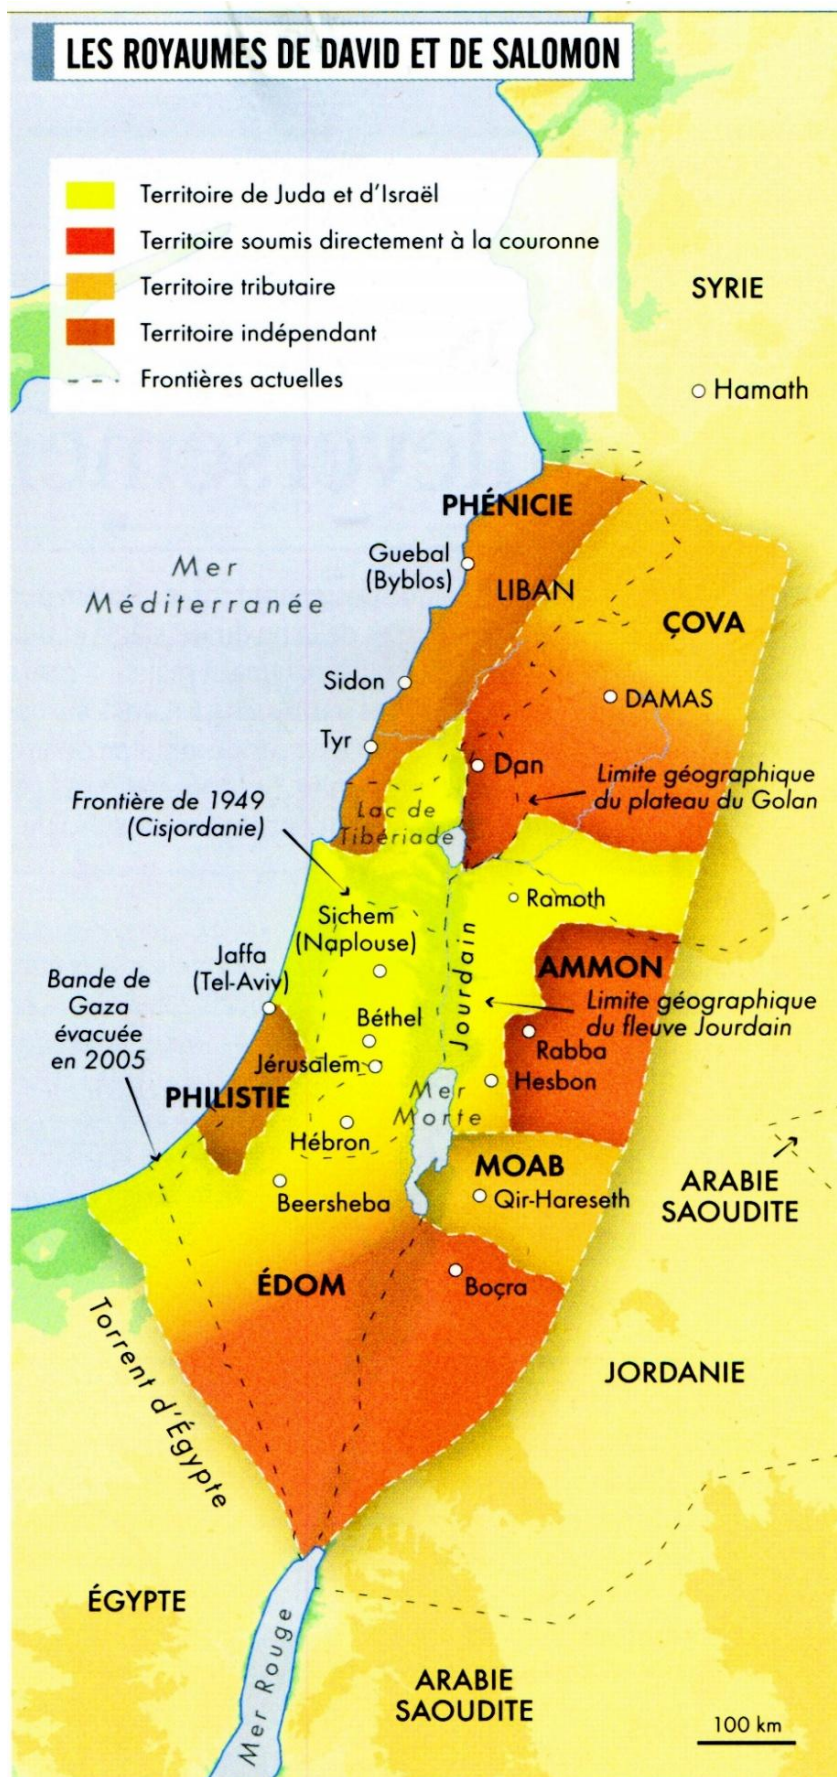 LES ROYAUMES DE DAVID ET DE SALOMON
Territoire de Juda et d'Israël
Territoire soumis directement à la couronne
Territoire tributaire
Territoire indépendant
Frontières actuelles
SYRIE
Hamath
PHÉNICIE
Guebal
(Byblos)
LIBAN
Mer
Méditerranée
ÇOVA
Sidon
DAMAS
Tyr
Dan
Limite géographique
du plateau du Golan
Frontière de 1949
(Cisjordanie)
Lac de
Tibériade
Ramoth
Sichem
(Naplouse)
Jaffa
(Tel-Aviv)
Jourdain
AMMON
Bande de
Gaza
évacuée
en 2005
Limite géographique
du fleuve Jourdain
Béthel
Rabba
Jérusalem
Hesbon
PHILISTIE
Mer
Morte
Hébron
MOAB
Qir-Hareseth
Beersheba
ARABIE
SAOUDITE
ÉDOM
Boçra
Torrent d'Égypte
JORDANIE
ÉGYPTE
Mer Rouge
ARABIE
SAOUDITE
100 km